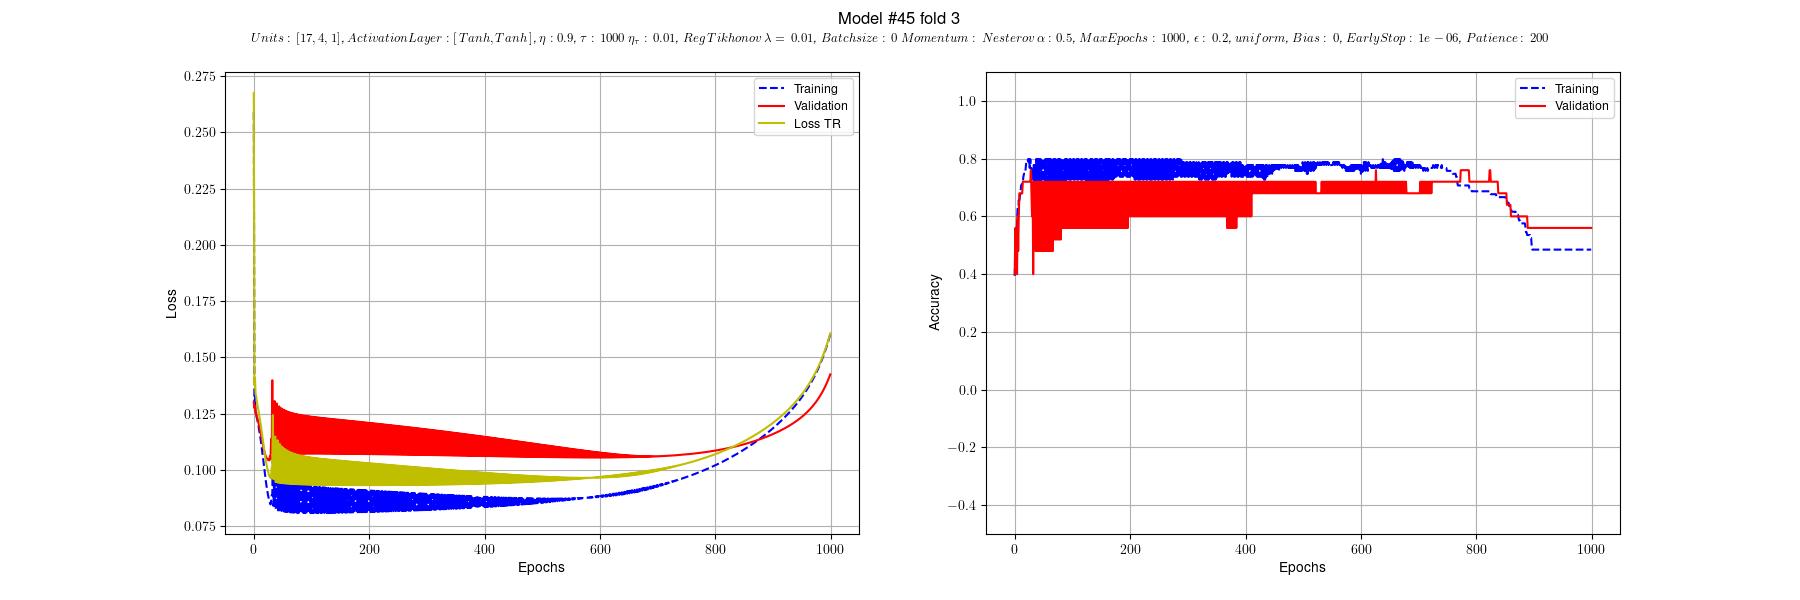 Model #45 fold 3
Units : [17, 4, 1], ActivationLayer : [Tanh, Tanh], η : 0.9, τ : 1000 ητ : 0.01, RegTikhonov λ = 0.01, Batchsize : 0 Momentum : Nesterov α : 0.5, MaxEpochs : 1000, ϵ : 0.2, uniform, Bias : 0, EarlyStop : 1e − 06, Patience : 200
0.275
0.250
0.225
0.200
0.175
0.150
0.125
0.100
0.075
Loss
0 200 400 600 800 1000
Epochs
Training
Validation
Loss TR
1.0
0.8
0.6
0.4
0.2
0.0
−0.2
−0.4
Accuracy
0 200 400 600 800 1000
Epochs
Training
Validation